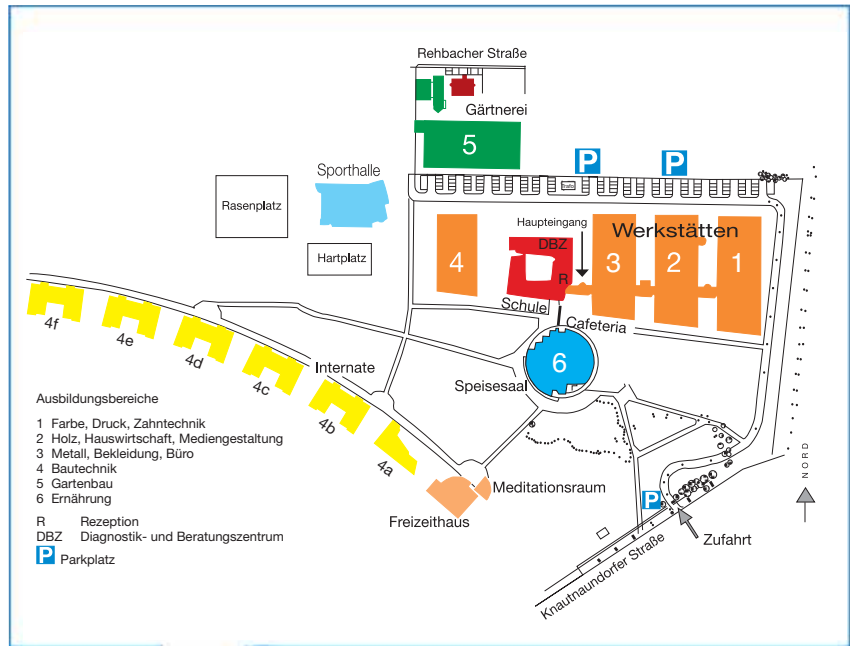 Rehbacher Straße
Gärtnerei
5
P
P
Sporthalle
Rasenplatz
Hartplatz
Haupteingang
Werkstätten
DBZ
4
3
2
1
R
Schule
Cafeteria
6
Speisesaal
4f
4e
4d
4c
4b
4a
Internate
Meditationsraum
Freizeithaus
P
Zufahrt
Knautnaundorfer Straße
NORD
Ausbildungsbereiche
1 Farbe, Druck, Zahntechnik
2 Holz, Hauswirtschaft, Mediengestaltung
3 Metall, Bekleidung, Büro
4 Bautechnik
5 Gartenbau
6 Ernährung
R Rezeption
DBZ Diagnostik- und Beratungszentrum
P Parkplatz